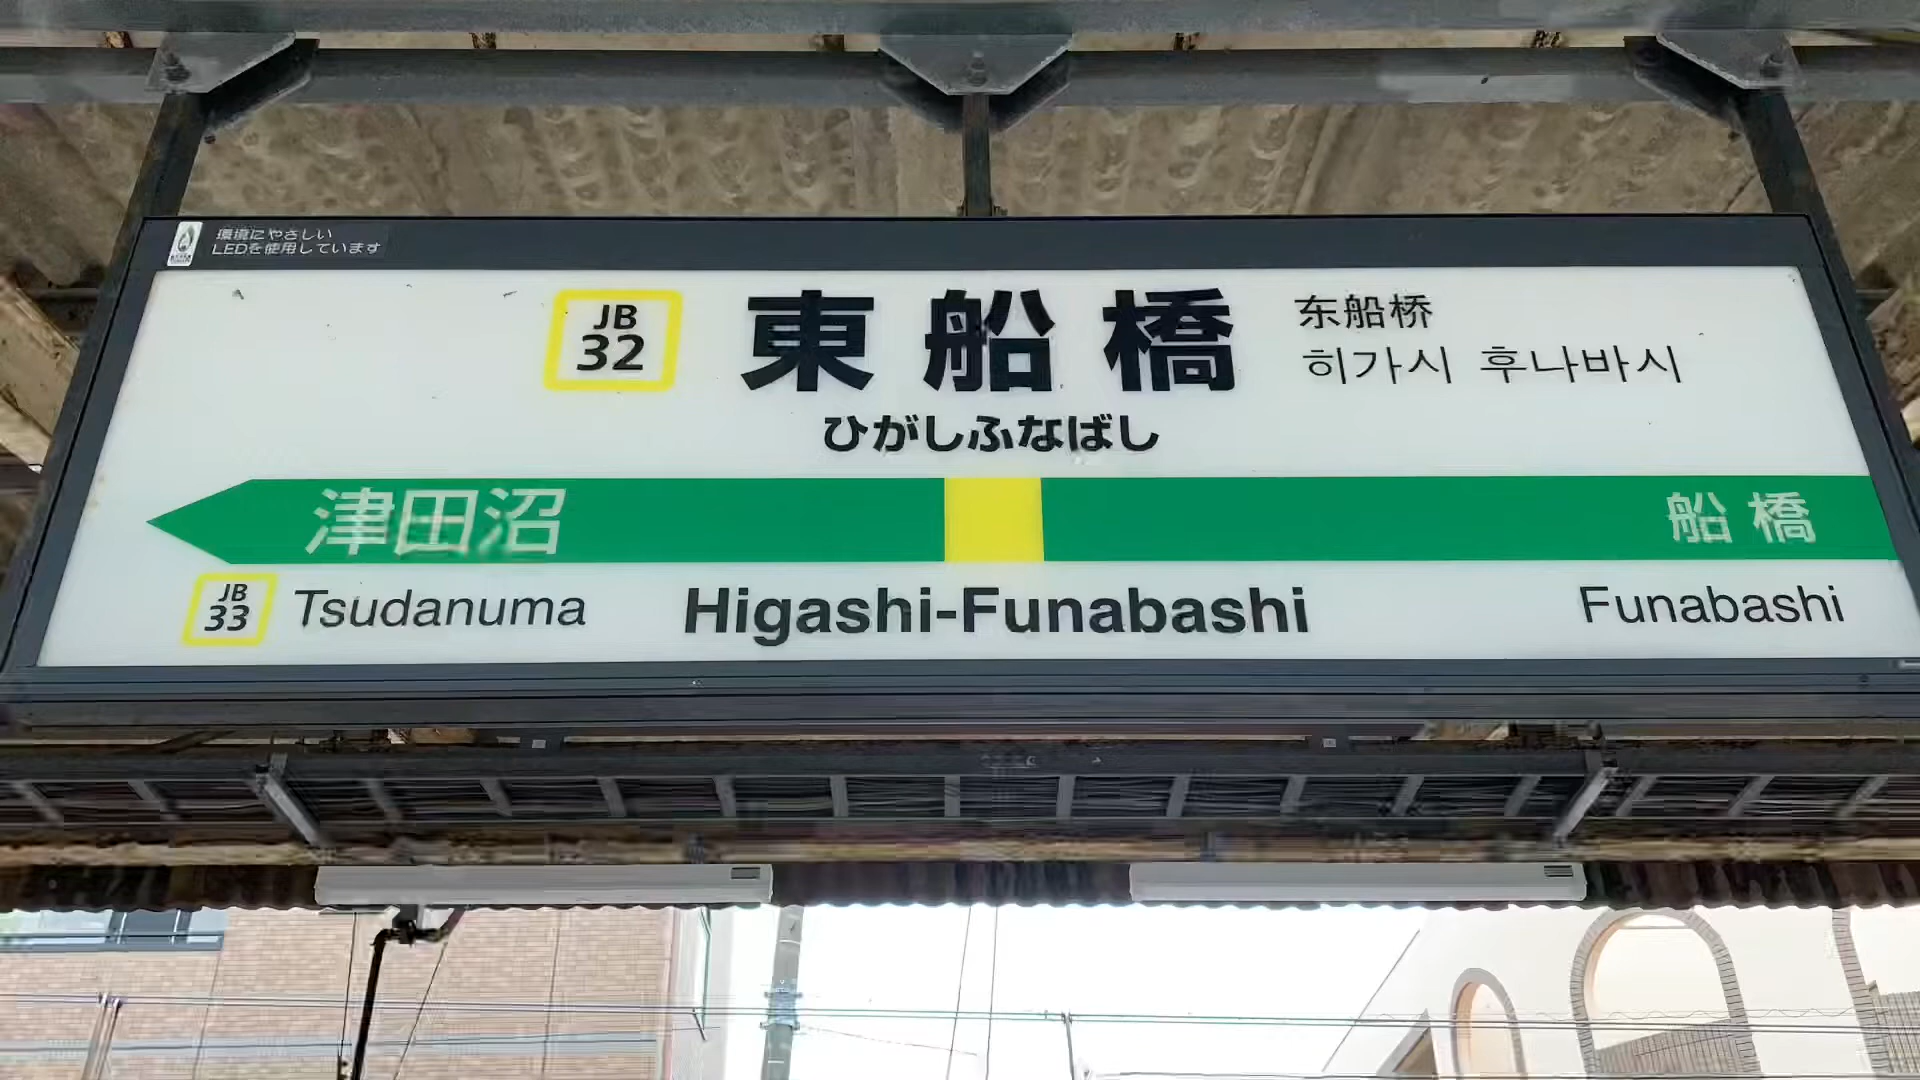 環境にやさしい
LEDを使用しています
JB
32
東船橋
东船桥
히가시 후나바시
ひがしふなばし
津田沼
船橋
JB
33
Tsudanuma
Higashi-Funabashi
Funabashi